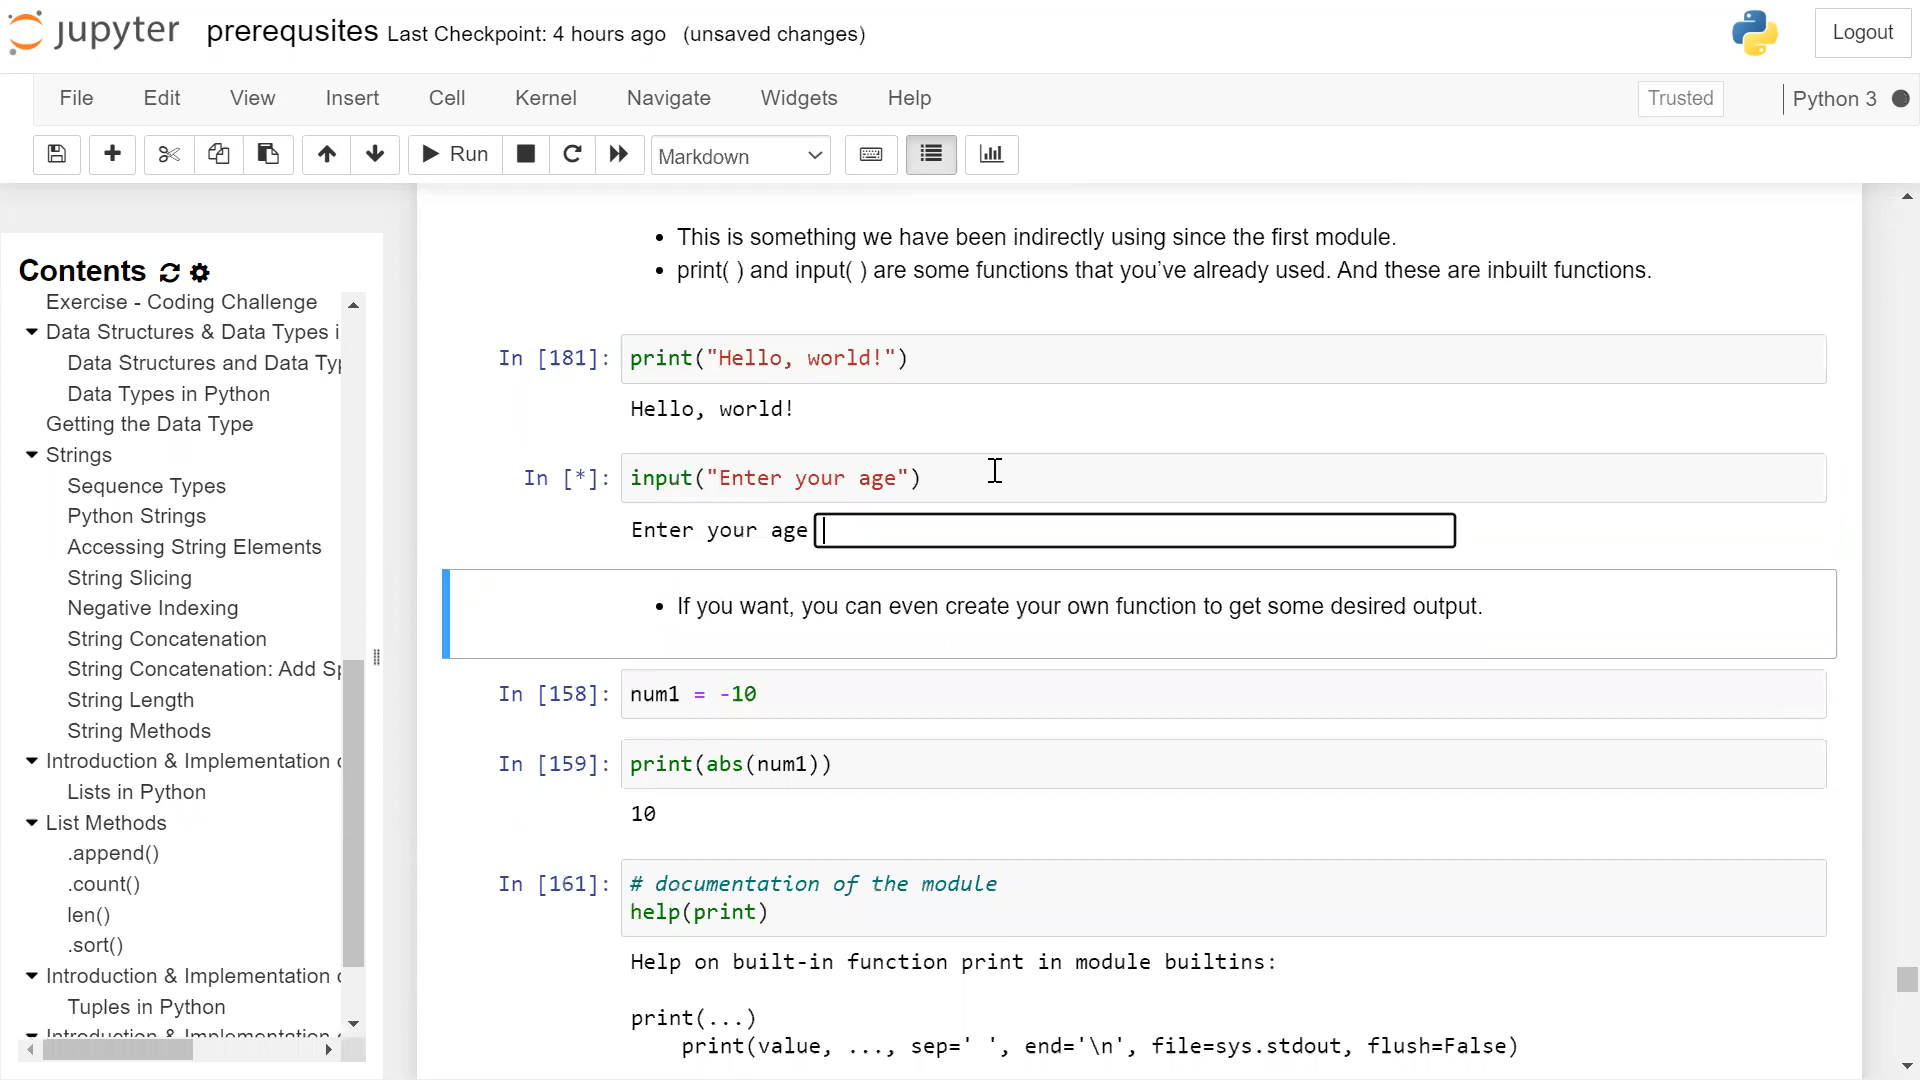 jupyter prerequsites Last Checkpoint: 4 hours ago (unsaved changes) Logout
File Edit View Insert Cell Kernel Navigate Widgets Help Trusted Python 3
Run Markdown
Contents
Exercise - Coding Challenge
Data Structures & Data Types i
Data Structures and Data Typ
Data Types in Python
Getting the Data Type
Strings
Sequence Types
Python Strings
Accessing String Elements
String Slicing
Negative Indexing
String Concatenation
String Concatenation: Add Sp
String Length
String Methods
Introduction & Implementation o
Lists in Python
List Methods
.append()
.count()
len()
.sort()
Introduction & Implementation o
Tuples in Python
Introduction & Implementation
• This is something we have been indirectly using since the first module.
• print( ) and input( ) are some functions that you’ve already used. And these are inbuilt functions.
In [181]: print("Hello, world!")
Hello, world!
In [*]: input("Enter your age")
Enter your age
• If you want, you can even create your own function to get some desired output.
In [158]: num1 = -10
In [159]: print(abs(num1))
10
In [161]: # documentation of the module
help(print)
Help on built-in function print in module builtins:
print(...)
print(value, ..., sep=' ', end='\n', file=sys.stdout, flush=False)